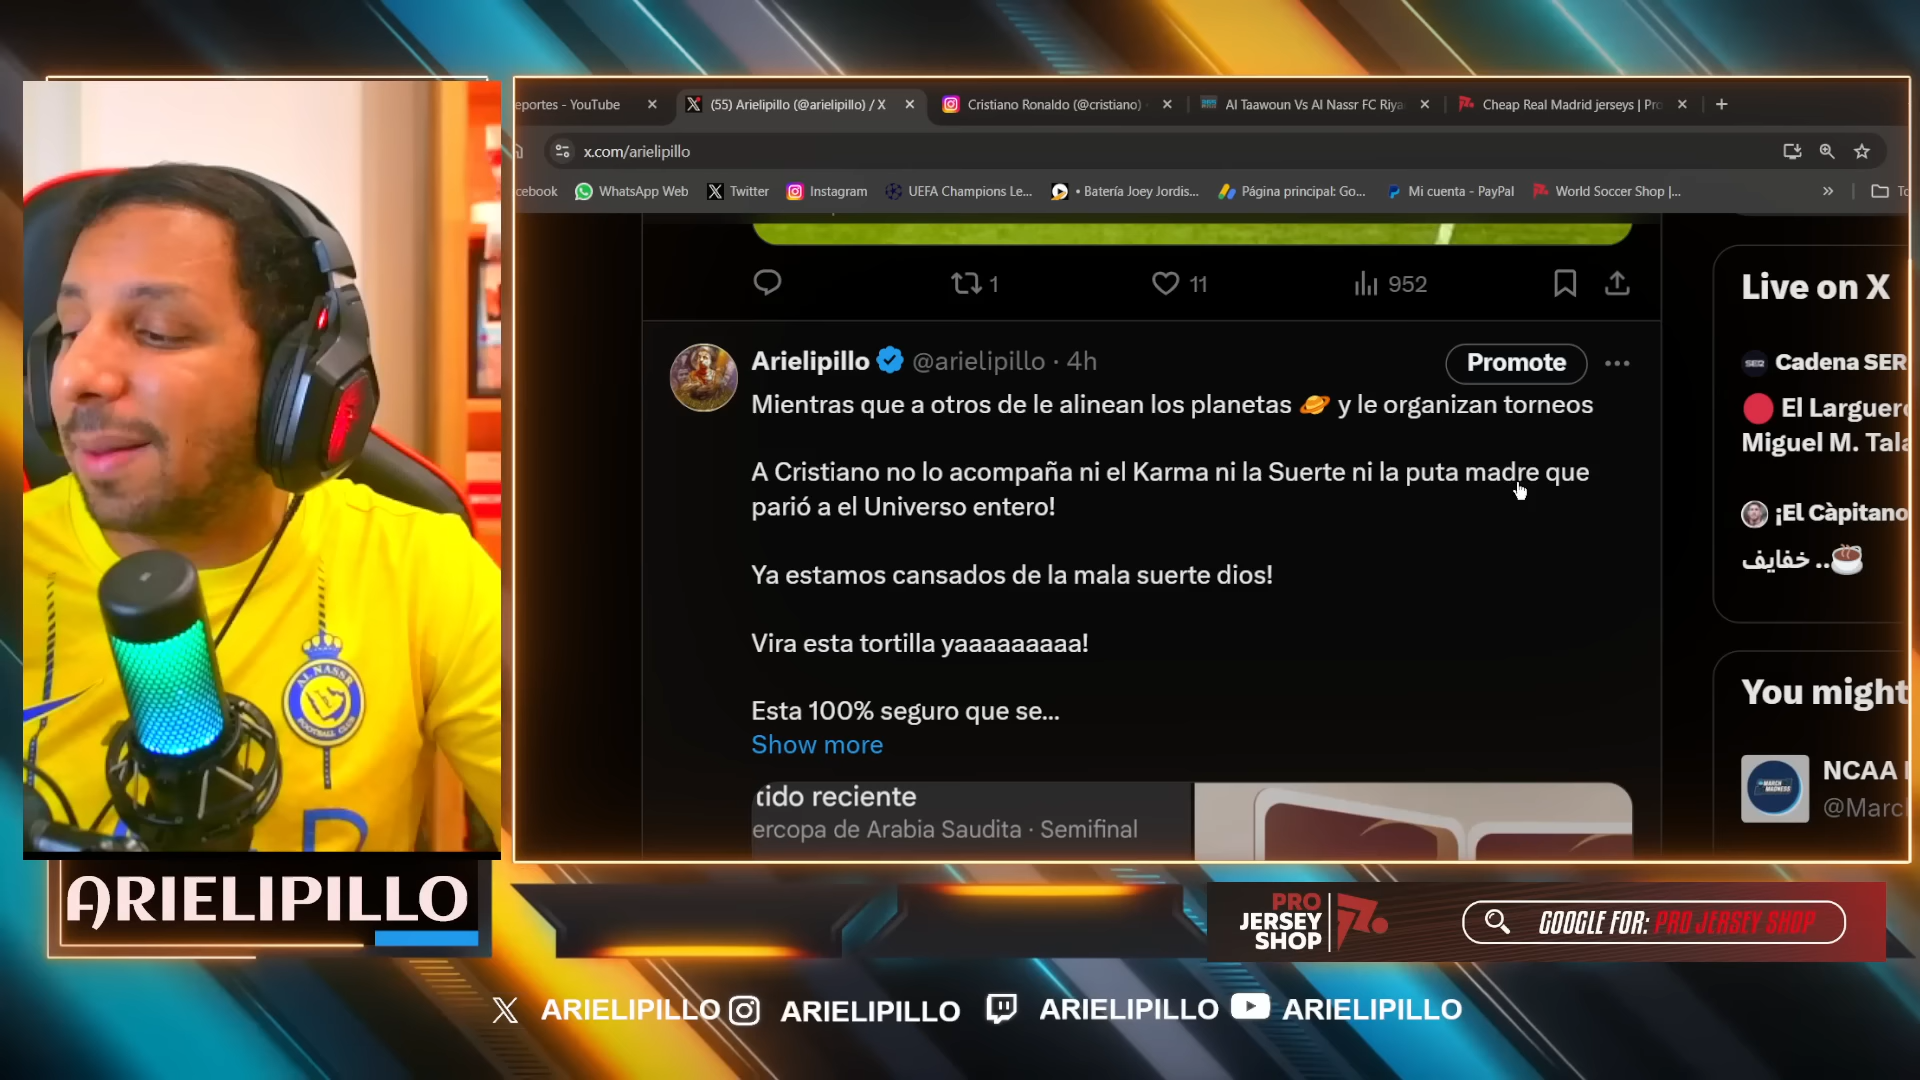 eportes - YouTube
(55) Arielipillo (@arielipillo) / X
Cristiano Ronaldo (@cristiano)
Al Taawoun Vs Al Nassr FC Riya
Cheap Real Madrid jerseys | Pro
x.com/arielipillo
cebook
WhatsApp Web
Twitter
Instagram
UEFA Champions Le...
• Batería Joey Jordis...
Página principal: Go...
Mi cuenta - PayPal
World Soccer Shop |...
»
1
11
952
Arielipillo @arielipillo · 4h
Promote
Mientras que a otros de le alinean los planetas 🪐 y le organizan torneos
A Cristiano no lo acompaña ni el Karma ni la Suerte ni la puta madre que
parió a el Universo entero!
Ya estamos cansados de la mala suerte dios!
Vira esta tortilla yaaaaaaaaa!
Esta 100% seguro que se...
Show more
tido reciente
ercopa de Arabia Saudita · Semifinal
Live on X
Cadena SER
🔴 El Larguero
Miguel M. Tala
¡El Càpitano
خفايف ..☕
You might
NCAA
@Marc
AL NASSR
FOOTBALL CLUB
ARIELIPILLO
PRO
JERSEY
SHOP
GOOGLE FOR: PRO JERSEY SHOP
ARIELIPILLO
ARIELIPILLO
ARIELIPILLO
ARIELIPILLO